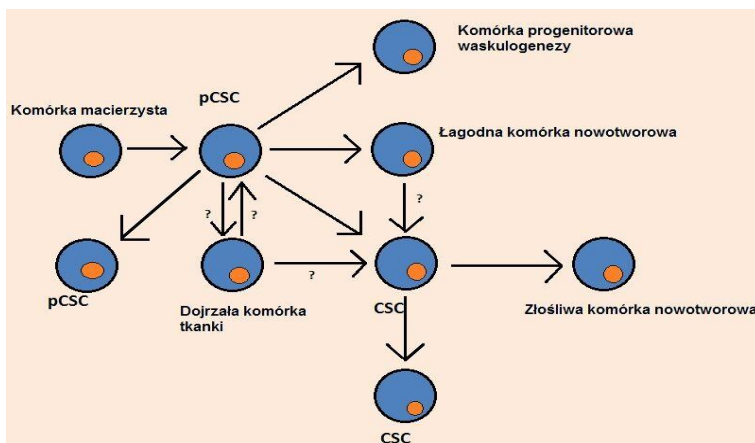 Komórka progenitorowa
waskulogenezy
pCSC
Komórka macierzysta
Łagodna komórka nowotworowa
?
?
?
?
pCSC
Dojrzała komórka
tkanki
CSC
Złośliwa komórka nowotworowa
CSC